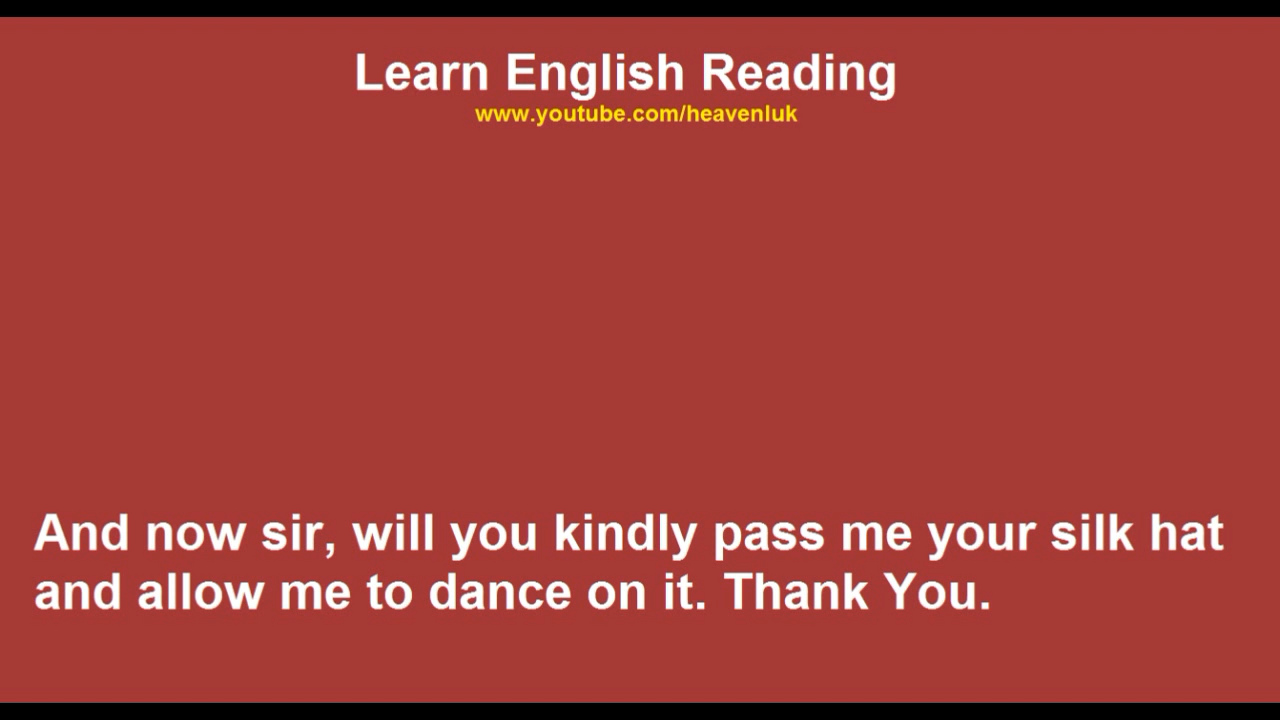 Learn English Reading
www.youtube.com/heavenluk
And now sir, will you kindly pass me your silk hat
and allow me to dance on it. Thank You.